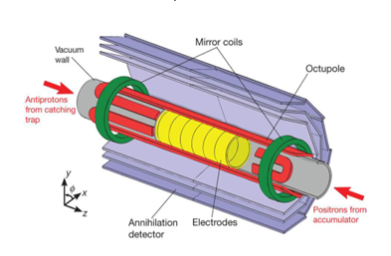 Mirror coils
Vacuum
wall
Octupole
Antiprotons
from catching
trap
y
ϕ
x
z
Annihilation
detector
Electrodes
Positrons from
accumulator